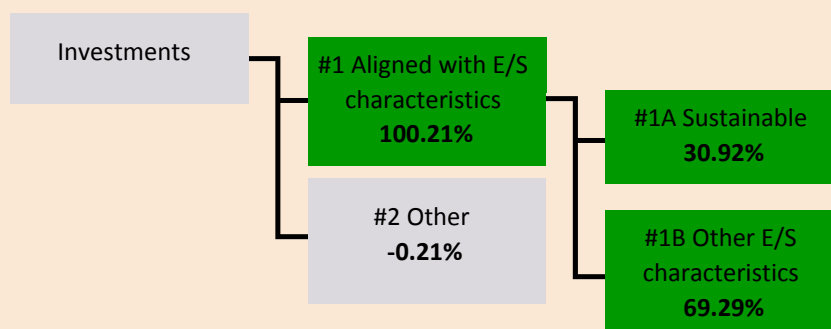 Investments
#1 Aligned with E/S
characteristics
100.21%
#2 Other
-0.21%
#1A Sustainable
30.92%
#1B Other E/S
characteristics
69.29%